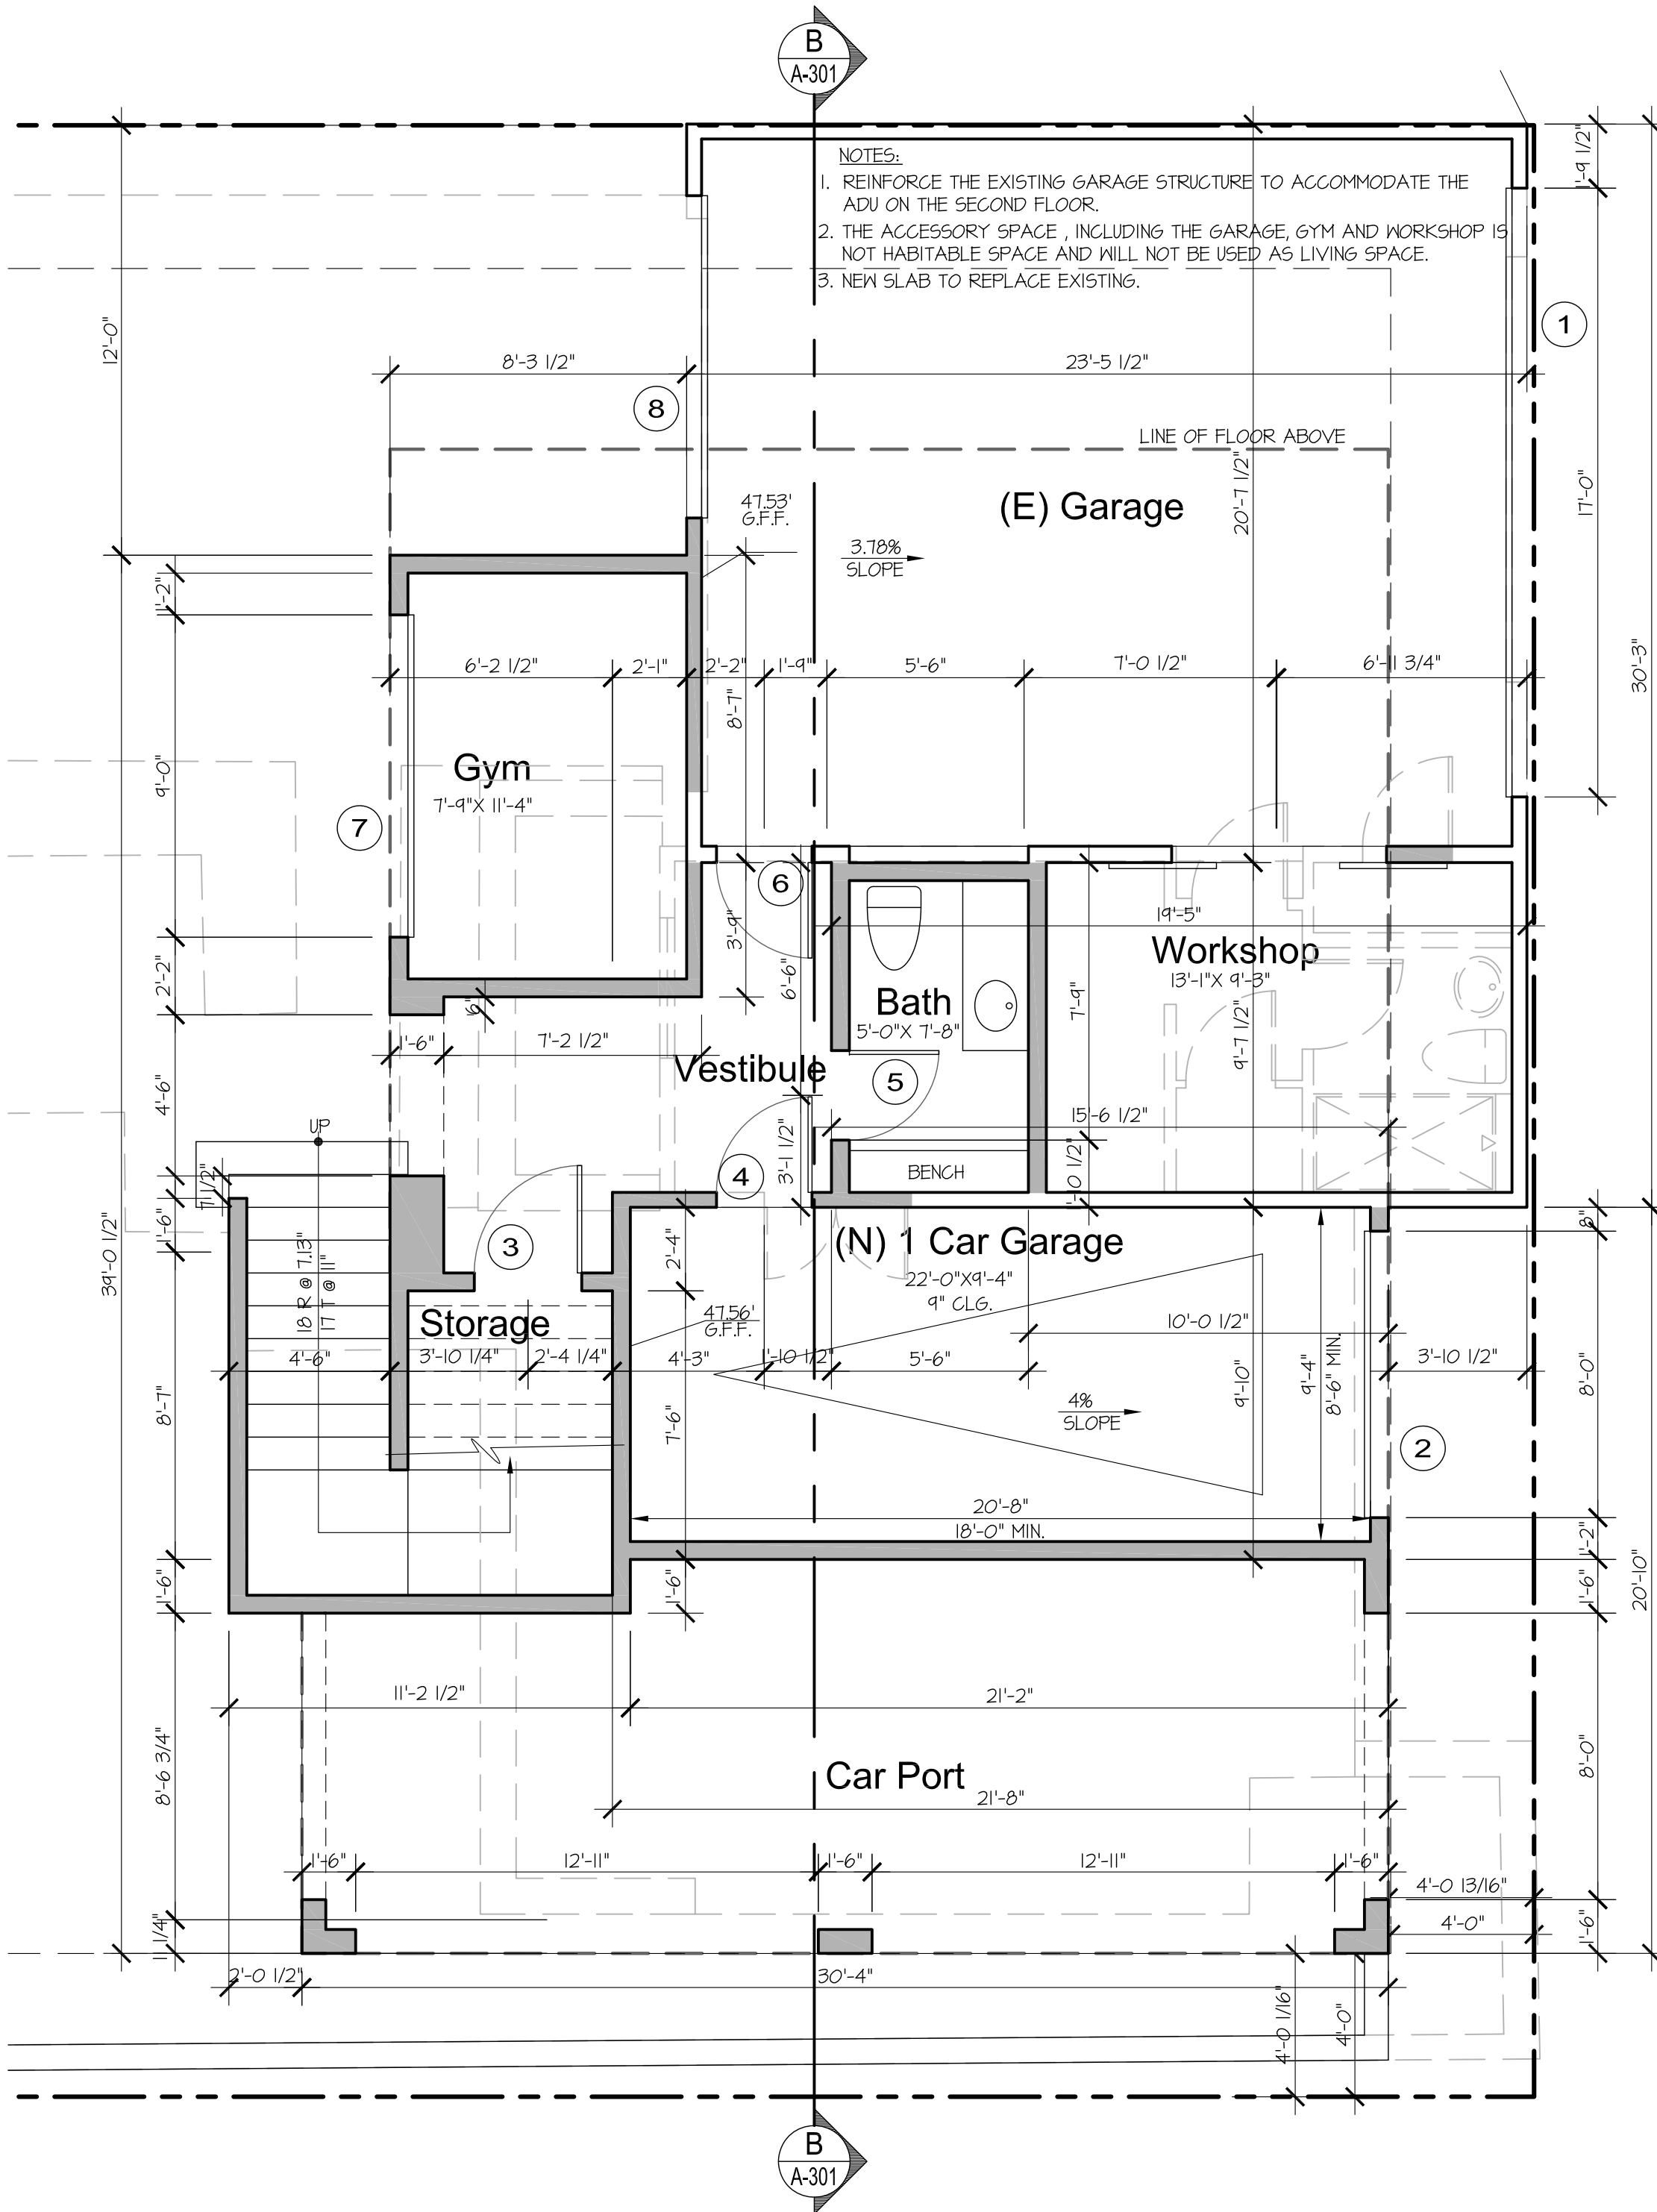 B
A-301
NOTES:
1. REINFORCE THE EXISTING GARAGE STRUCTURE TO ACCOMMODATE THE
ADU ON THE SECOND FLOOR.
2. THE ACCESSORY SPACE , INCLUDING THE GARAGE, GYM AND WORKSHOP IS
NOT HABITABLE SPACE AND WILL NOT BE USED AS LIVING SPACE.
3. NEW SLAB TO REPLACE EXISTING.
1'-9 1/2"
1
12'-0"
8'-3 1/2"
23'-5 1/2"
8
LINE OF FLOOR ABOVE
20'-7 1/2"
17'-0"
(E) Garage
47.53'
G.F.F.
3.78%
SLOPE
1'-2"
30'-3"
6'-2 1/2"
2'-1"
2'-2"
1'-9"
5'-6"
7'-0 1/2"
6'-11 3/4"
8'-7"
9'-0"
Gym
7'-9"X 11'-4"
7
6
19'-5"
3'-9"
6'-6"
Workshop
13'-1"X 9'-3"
2'-2"
6"
Bath
5'-0"X 7'-8"
7'-9"
9'-7 1/2"
1'-6"
7'-2 1/2"
Vestibule
5
4'-6"
UP
15'-6 1/2"
3'-1 1/2"
1'-10 1/2"
4
BENCH
7 1/2"
1'-6"
39'-0 1/2"
8"
3
2'-4"
(N) 1 Car Garage
22'-0"X9'-4"
9" CLG.
18 R @ 7.13"
17 T @ 11"
Storage
47.56'
G.F.F.
10'-0 1/2"
4'-6"
3'-10 1/4"
2'-4 1/4"
4'-3"
1'-10 1/2"
5'-6"
9'-10"
9'-4"
8'-6" MIN.
3'-10 1/2"
8'-0"
8'-7"
7'-6"
4%
SLOPE
2
20'-8"
18'-0" MIN.
1'-2"
1'-6"
1'-6"
1'-6"
20'-10"
11'-2 1/2"
21'-2"
8'-6 3/4"
Car Port
21'-8"
8'-0"
1'-6"
12'-11"
1'-6"
12'-11"
1'-6"
4'-0 13/16"
4'-0"
1'-6"
11 1/4"
2'-0 1/2"
30'-4"
4'-0 1/16"
4'-0"
B
A-301